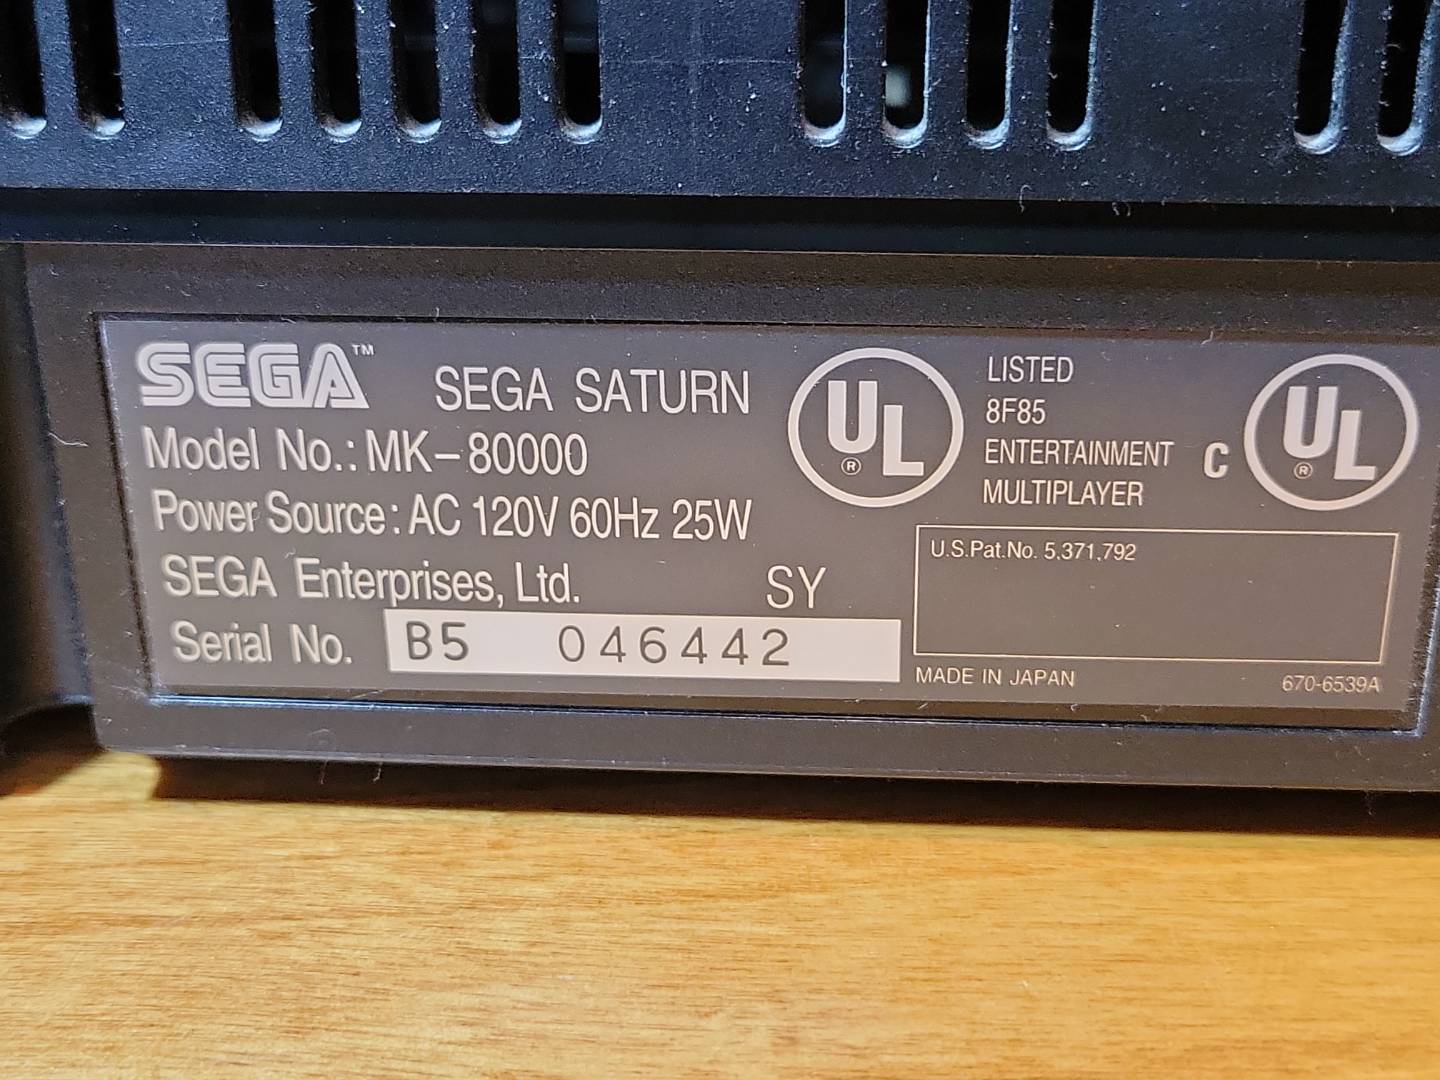 SEGA™ SEGA SATURN
Model No.: MK-80000
Power Source: AC 120V 60Hz 25W
SEGA Enterprises, Ltd. SY
Serial No. B5 046442
UL ®
LISTED
8F85
ENTERTAINMENT
MULTIPLAYER
C UL ®
U.S.Pat.No. 5,371,792
MADE IN JAPAN 670-6539A